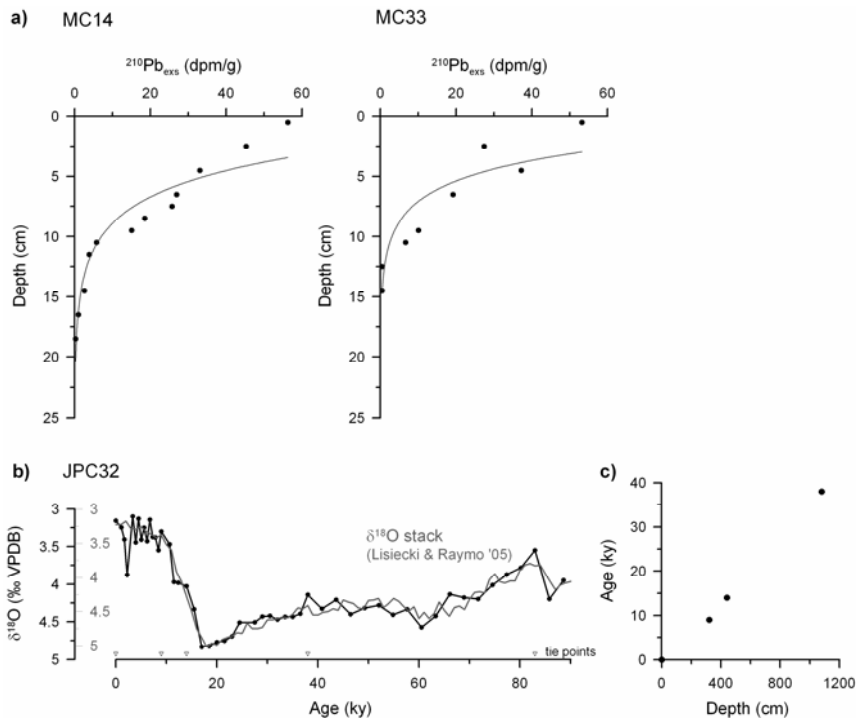 a) MC14 MC33
²¹⁰Pbexs (dpm/g) ²¹⁰Pbexs (dpm/g)
0 20 40 60 0 20 40 60
0 0
5 5
10 10
15 15
20 20
25 25
Depth (cm) Depth (cm)
b) JPC32
3 3
3.5 3.5
4 4
4.5 4.5
5 5
δ¹⁸O (‰ VPDB)
δ¹⁸O stack
(Lisiecki & Raymo '05)
tie points
0 20 40 60 80
Age (ky)
c)
40
30
20
10
0
Age (ky)
0 400 800 1200
Depth (cm)